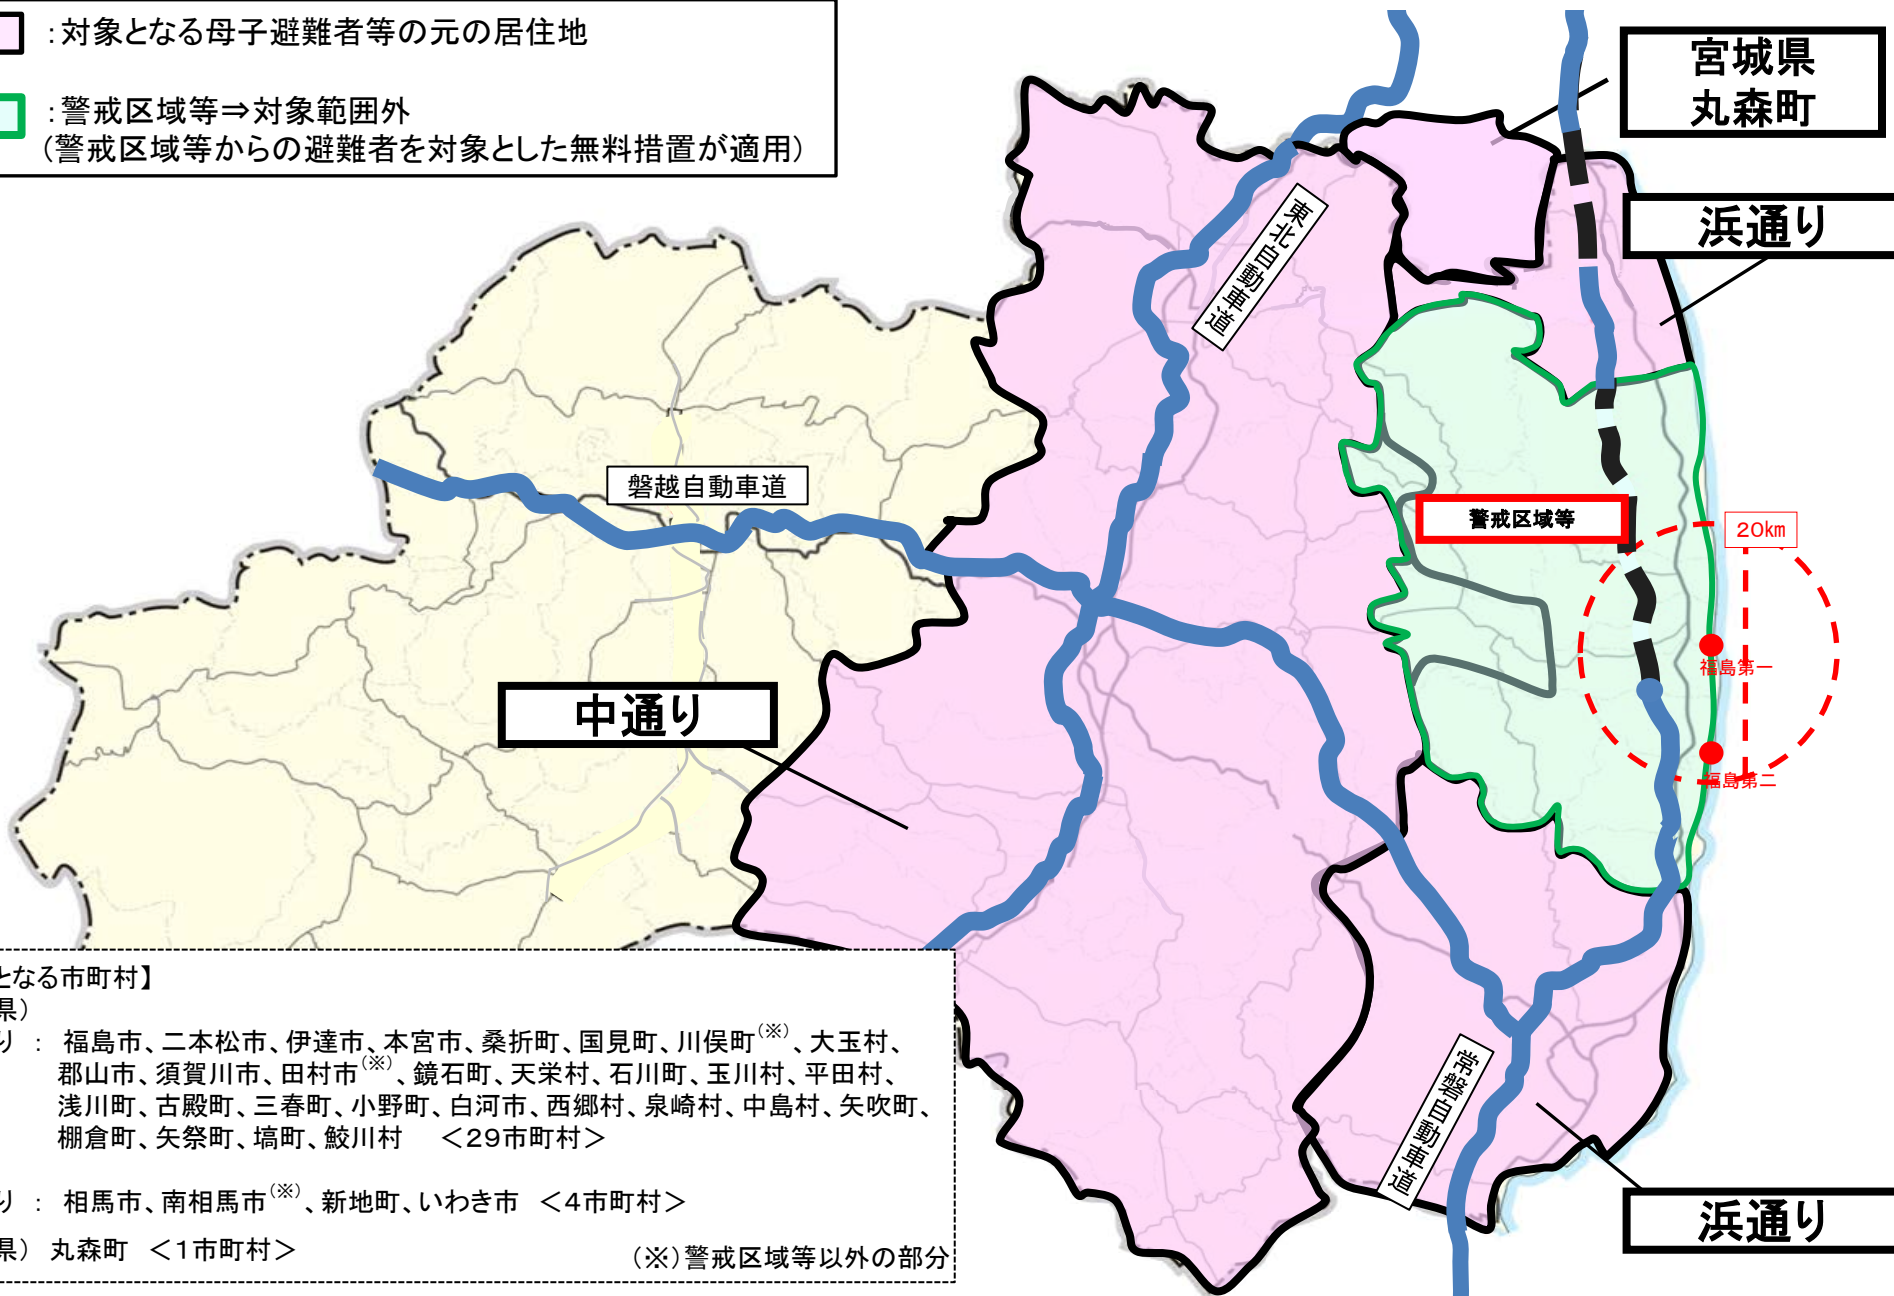 ：対象となる母子避難者等の元の居住地
：警戒区域等⇒対象範囲外
（警戒区域等からの避難者を対象とした無料措置が適用）
宮城県
丸森町
浜通り
東北自動車道
磐越自動車道
警戒区域等
20km
福島第一
中通り
福島第二
常磐自動車道
浜通り
となる市町村】
県）
り ： 福島市、二本松市、伊達市、本宮市、桑折町、国見町、川俣町(※)、大玉村、
郡山市、須賀川市、田村市(※)、鏡石町、天栄村、石川町、玉川村、平田村、
浅川町、古殿町、三春町、小野町、白河市、西郷村、泉崎村、中島村、矢吹町、
棚倉町、矢祭町、塙町、鮫川村 ＜29市町村＞
り ： 相馬市、南相馬市(※)、新地町、いわき市 ＜4市町村＞
県） 丸森町 ＜1市町村＞
（※）警戒区域等以外の部分